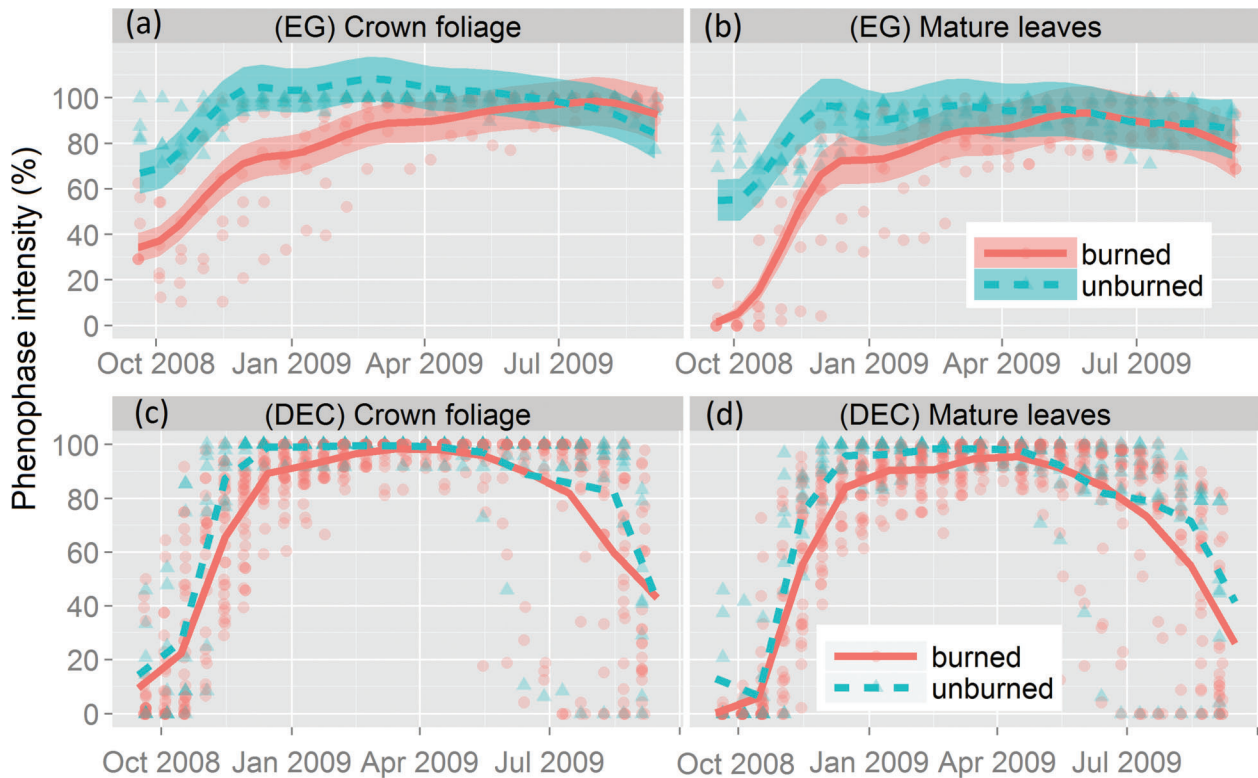 Phenophase intensity (%)
(a) (EG) Crown foliage
100
80
60
40
20
0
Oct 2008 Jan 2009 Apr 2009 Jul 2009
(b) (EG) Mature leaves
burned
unburned
Oct 2008 Jan 2009 Apr 2009 Jul 2009
(c) (DEC) Crown foliage
100
80
60
40
20
0
Oct 2008 Jan 2009 Apr 2009 Jul 2009
(d) (DEC) Mature leaves
burned
unburned
Oct 2008 Jan 2009 Apr 2009 Jul 2009